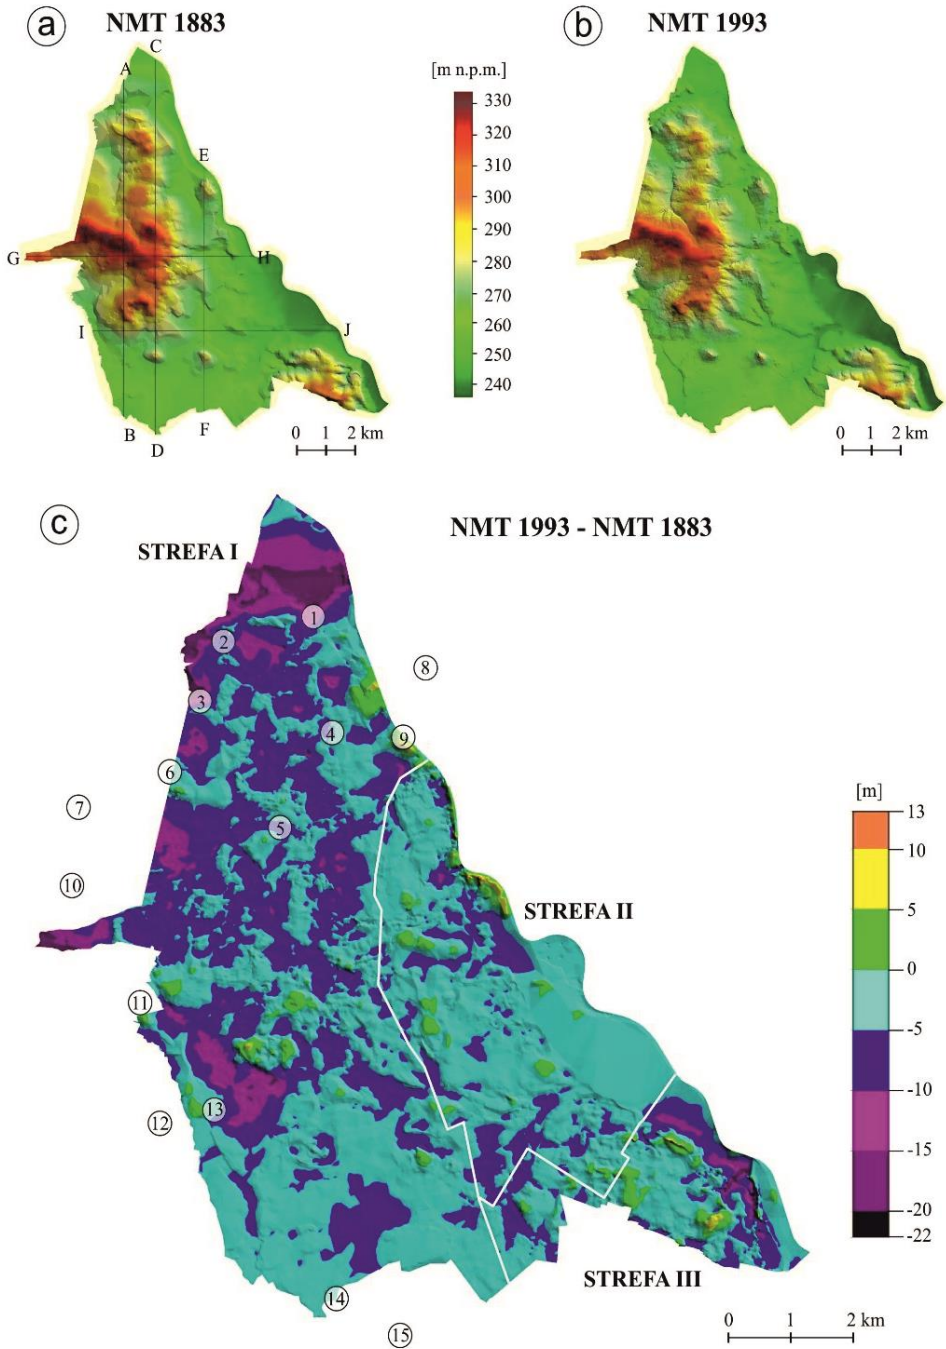 a
NMT 1883
b
NMT 1993
C
A
[m n.p.m.]
330
320
310
300
290
280
270
260
250
240
E
G
H
I
J
B
D
F
0 1 2 km
0 1 2 km
c
NMT 1993 - NMT 1883
STREFA I
1
2
8
3
4
9
6
7
5
10
STREFA II
11
12
13
STREFA III
14
15
[m]
13
10
5
0
-5
-10
-15
-20
-22
0 1 2 km